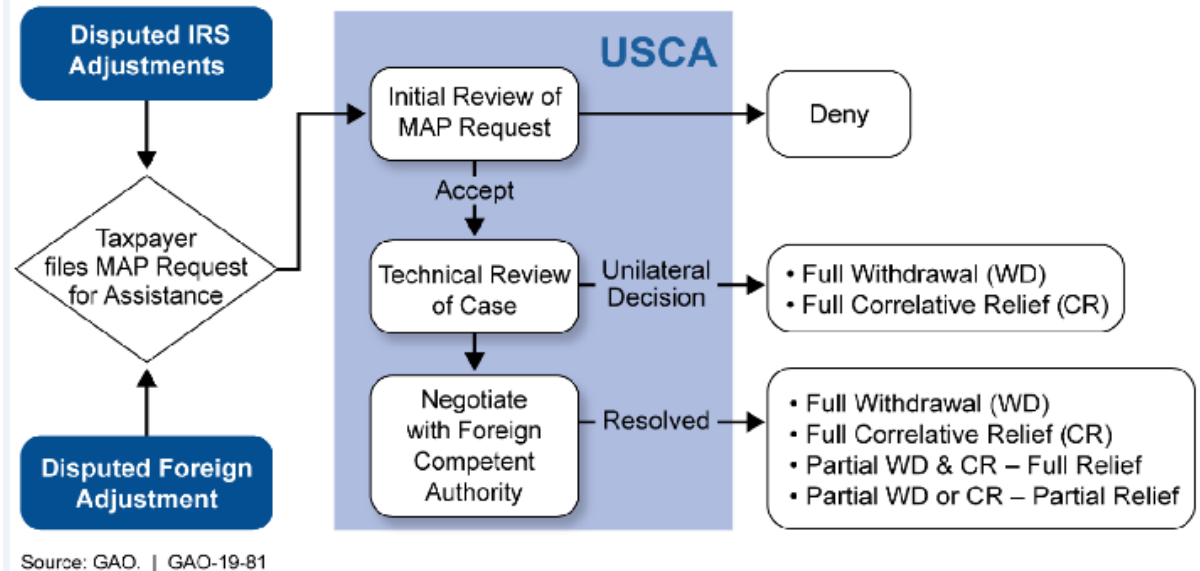 Disputed IRS
Adjustments
USCA
Initial Review of
MAP Request
Deny
Accept
Taxpayer
files MAP Request
for Assistance
Technical Review
of Case
Unilateral
Decision
• Full Withdrawal (WD)
• Full Correlative Relief (CR)
Negotiate
with Foreign
Competent
Authority
Resolved
• Full Withdrawal (WD)
• Full Correlative Relief (CR)
• Partial WD & CR – Full Relief
• Partial WD or CR – Partial Relief
Disputed Foreign
Adjustment
Source: GAO. | GAO-19-81